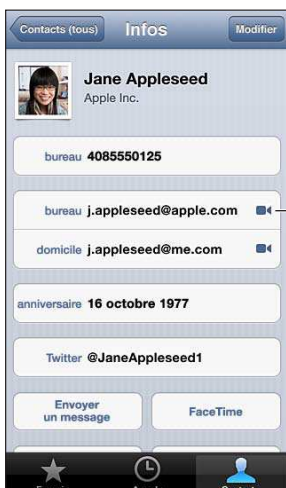 Contacts (tous) Infos Modifier
Jane Appleseed
Apple Inc.
bureau 4085550125
bureau j.appleseed@apple.com
domicile j.appleseed@me.com
anniversaire 16 octobre 1977
Twitter @JaneAppleseed1
Envoyer
un message
FaceTime